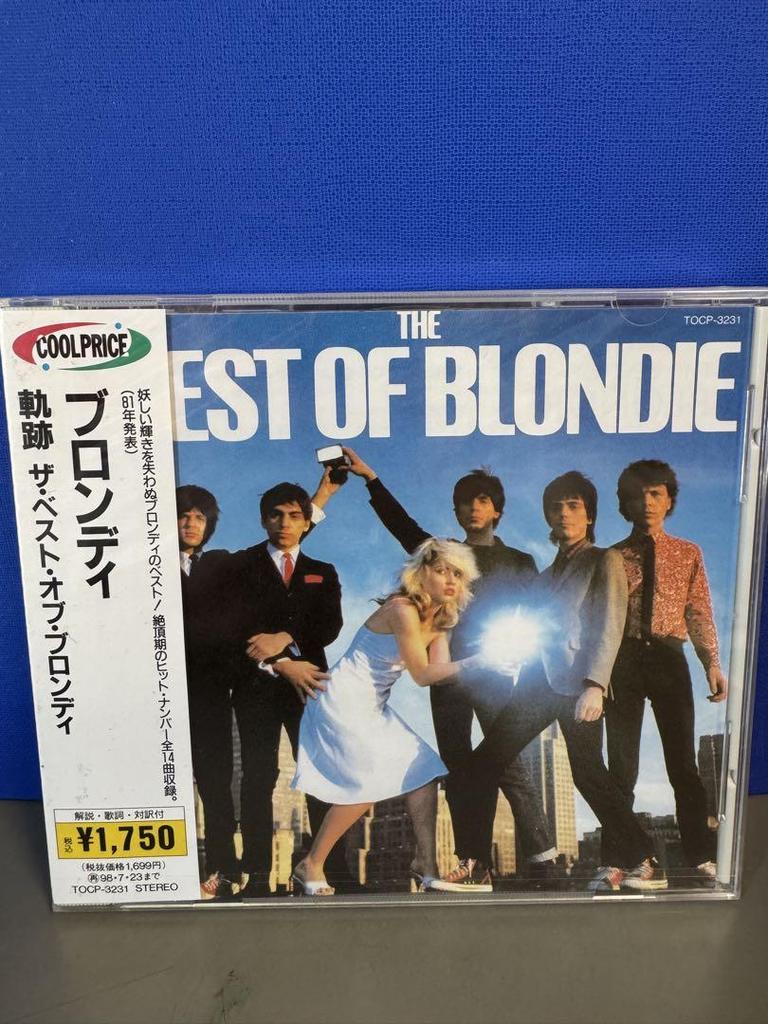 COOLPRICE
ブロンディ
軌跡 ザ・ベスト・オブ・ブロンディ
妖しい輝きを失わぬブロンディのベスト! 絶頂期のヒット・ナンバー全14曲収録。
(81年発表)
解説・歌詞・対訳付
税込 ¥1,750
(税抜価格1,699円)
再98・7・23まで
TOCP-3231 STEREO
THE
EST OF BLONDIE
TOCP-3231